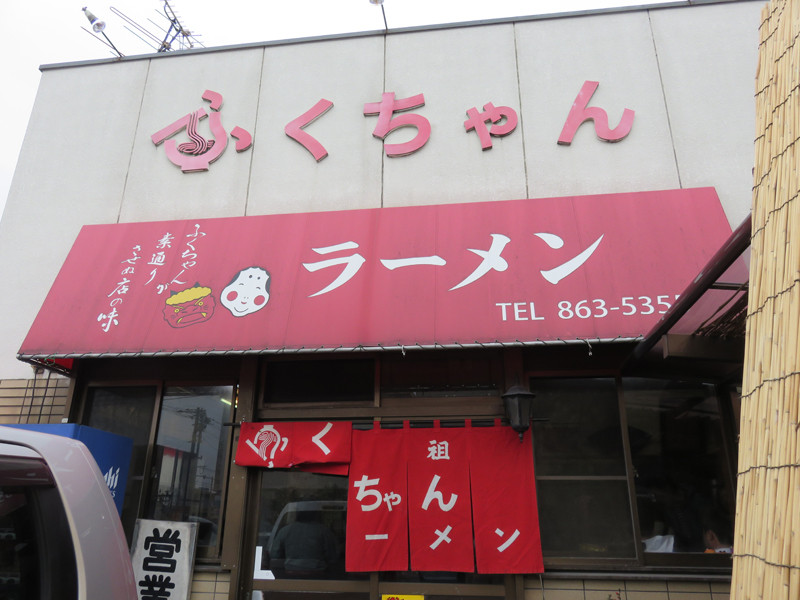 ふくちゃん
ふくちゃんが
素通り
させぬ店の味
ラーメン
TEL 863-535
ふく
ちゃん
祖
ーメン
営業